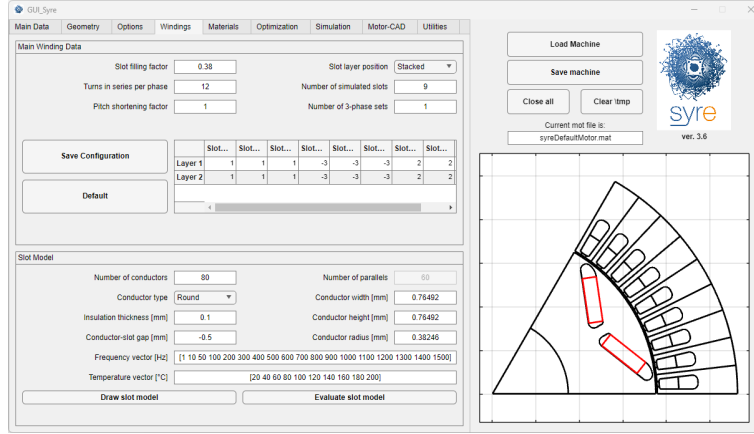 GUI_Syre
Main Data Geometry Options Windings Materials Optimization Simulation Motor-CAD Utilities
Main Winding Data
Slot filling factor 0.38 Slot layer position Stacked
Turns in series per phase 12 Number of simulated slots 9
Pitch shortening factor 1 Number of 3-phase sets 1
Save Configuration
Default
Slot... Slot... Slot... Slot... Slot... Slot... Slot... Slot...
Layer 1 1 1 1 -3 -3 -3 2 2
Layer 2 1 1 1 -3 -3 -3 2 2
Slot Model
Number of conductors 80 Number of parallels 60
Conductor type Round Conductor width [mm] 0.76492
Insulation thickness [mm] 0.1 Conductor height [mm] 0.76492
Conductor-slot gap [mm] -0.5 Conductor radius [mm] 0.38246
Frequency vector [Hz] [1 10 50 100 200 300 400 500 600 700 800 900 1000 1100 1200 1300 1400 1500]
Temperature vector [°C] [20 40 60 80 100 120 140 160 180 200]
Draw slot model Evaluate slot model
Load Machine
Save machine
Close all Clear \tmp
Current mot file is:
syreDefaultMotor.mat
syre
ver. 3.6